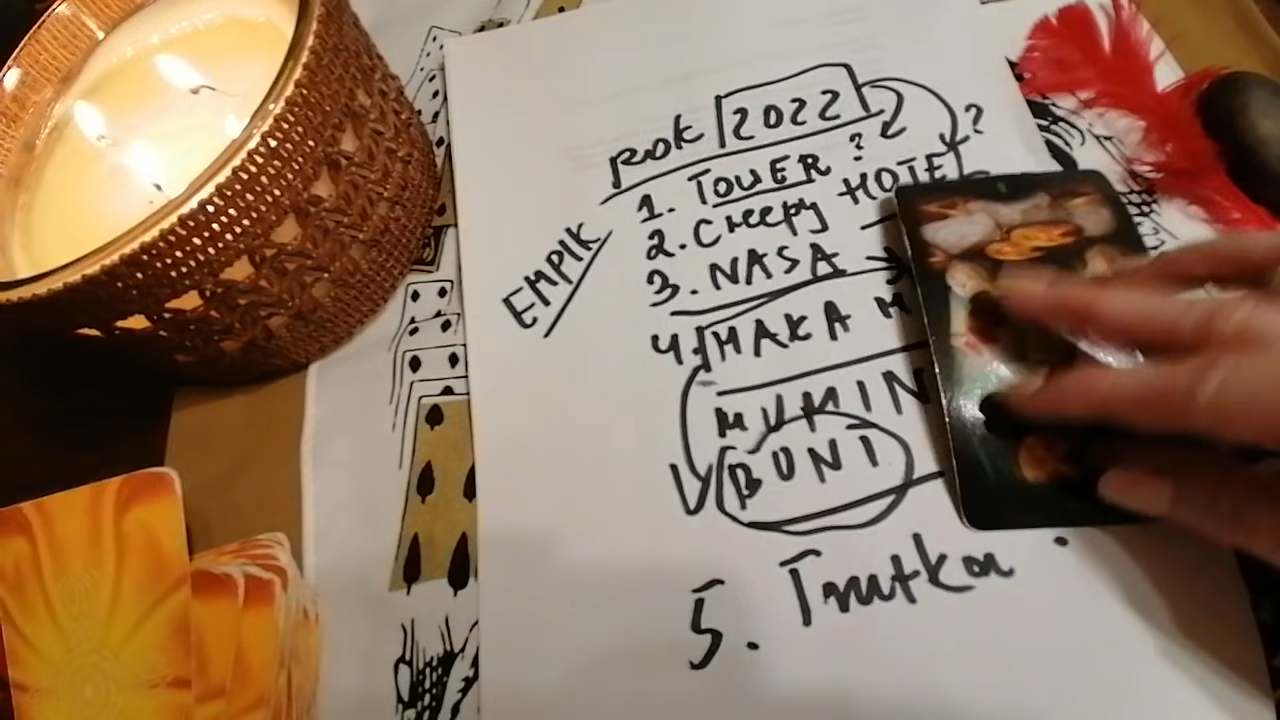 ROK 2022
1. TOWER ? ?
2. Creepy HOTE
3. NASA
EMPIK
4. MAKA M
MUMIN
BUNI
5. Trutka